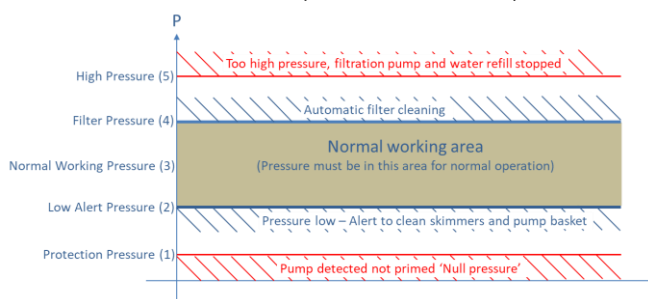 P
Too high pressure, filtration pump and water refill stopped
High Pressure (5)
Automatic filter cleaning
Filter Pressure (4)
Normal working area
Normal Working Pressure (3)
(Pressure must be in this area for normal operation)
Low Alert Pressure (2)
Pressure low – Alert to clean skimmers and pump basket
Protection Pressure (1)
Pump detected not primed ‘Null pressure’